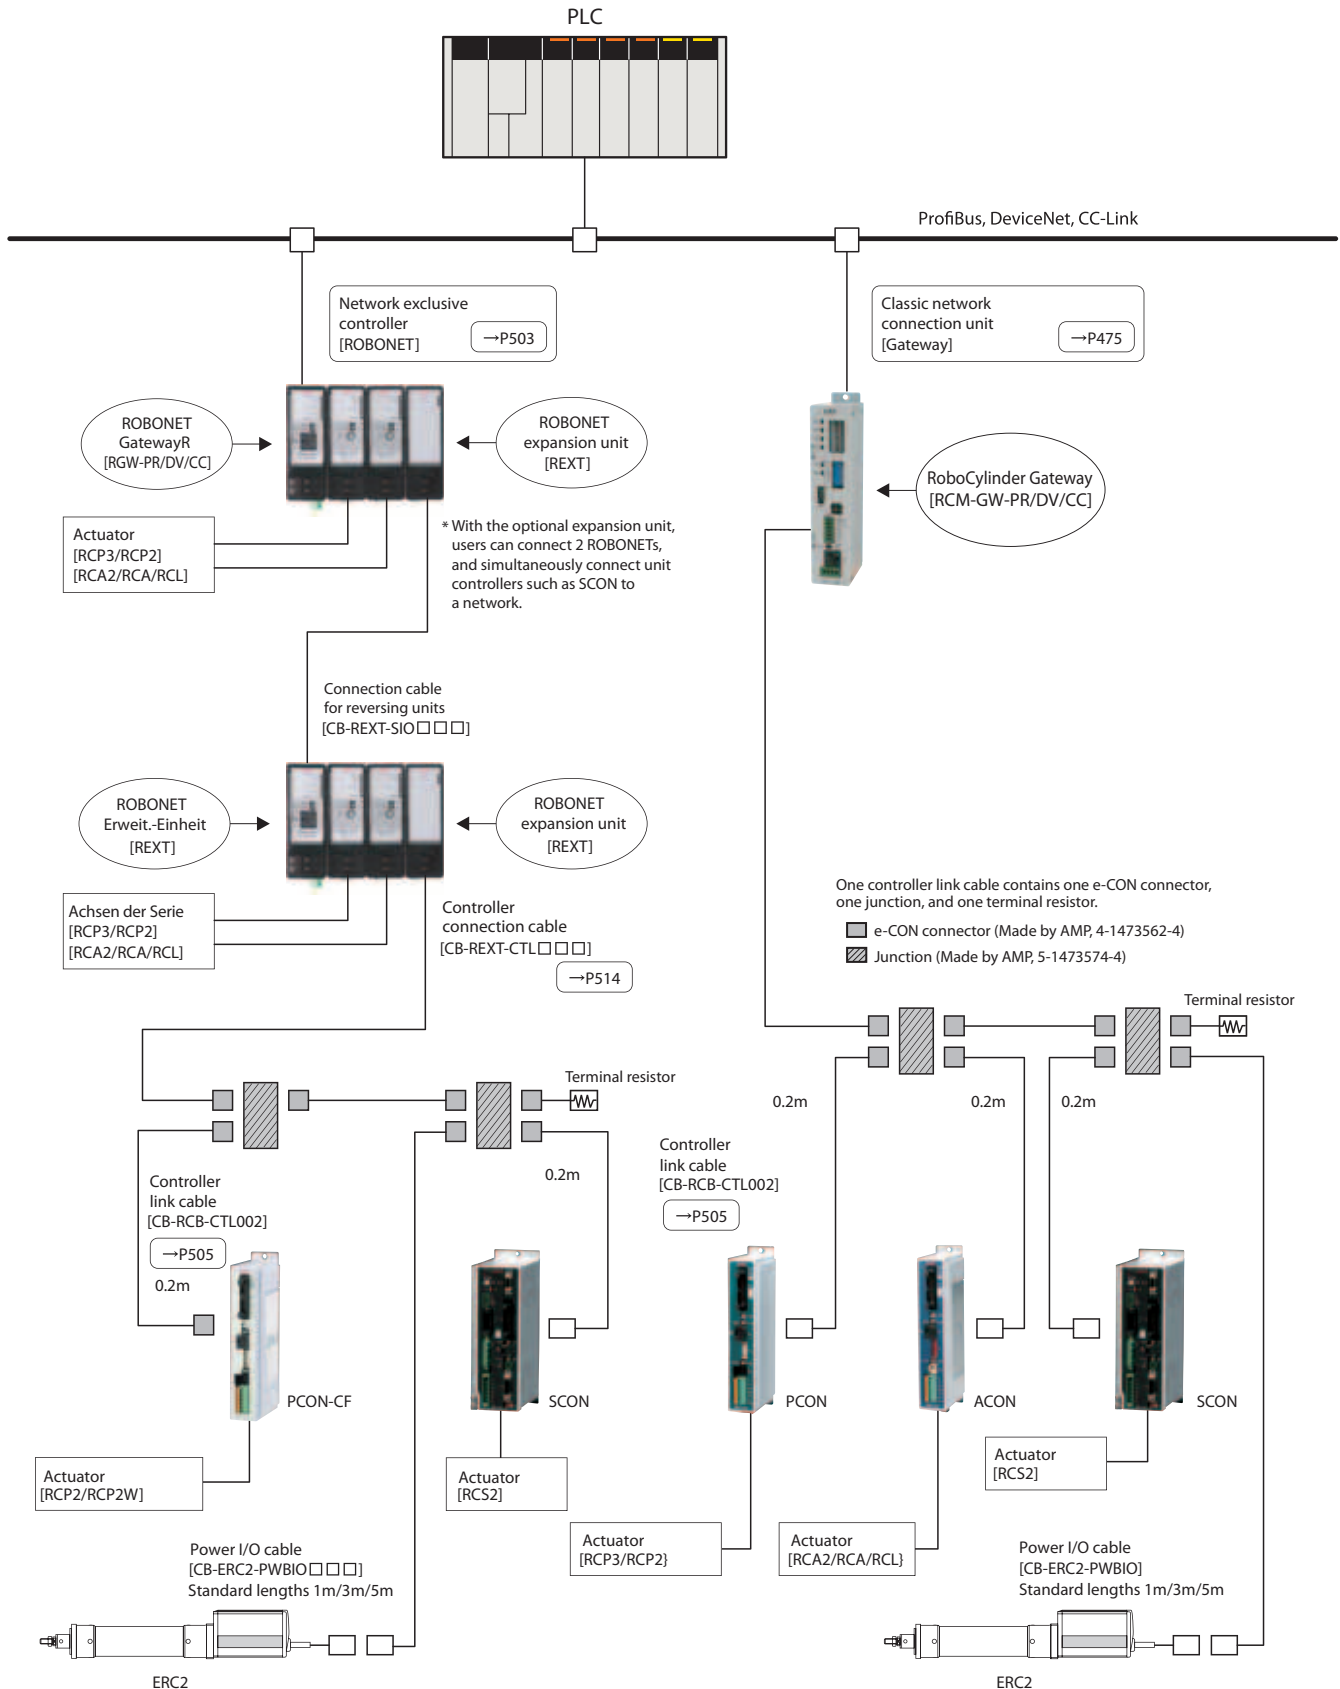 PLC
ProfiBus, DeviceNet, CC-Link
Network exclusive
controller
[ROBONET]
→P503
Classic network
connection unit
[Gateway]
→P475
ROBONET
GatewayR
[RGW-PR/DV/CC]
ROBONET
expansion unit
[REXT]
RoboCylinder Gateway
[RCM-GW-PR/DV/CC]
Actuator
[RCP3/RCP2]
[RCA2/RCA/RCL]
* With the optional expansion unit,
users can connect 2 ROBONETs,
and simultaneously connect unit
controllers such as SCON to
a network.
Connection cable
for reversing units
[CB-REXT-SIO□□□]
ROBONET
Erweit.-Einheit
[REXT]
ROBONET
expansion unit
[REXT]
Achsen der Serie
[RCP3/RCP2]
[RCA2/RCA/RCL]
Controller
connection cable
[CB-REXT-CTL□□□]
→P514
One controller link cable contains one e-CON connector,
one junction, and one terminal resistor.
e-CON connector (Made by AMP, 4-1473562-4)
Junction (Made by AMP, 5-1473574-4)
Terminal resistor
Terminal resistor
0.2m
0.2m
0.2m
0.2m
Controller
link cable
[CB-RCB-CTL002]
→P505
0.2m
Controller
link cable
[CB-RCB-CTL002]
→P505
PCON-CF
SCON
PCON
ACON
SCON
Actuator
[RCP2/RCP2W]
Actuator
[RCS2]
Actuator
[RCP3/RCP2}
Actuator
[RCA2/RCA/RCL}
Actuator
[RCS2]
Power I/O cable
[CB-ERC2-PWBIO□□□]
Standard lengths 1m/3m/5m
Power I/O cable
[CB-ERC2-PWBIO]
Standard lengths 1m/3m/5m
ERC2
ERC2